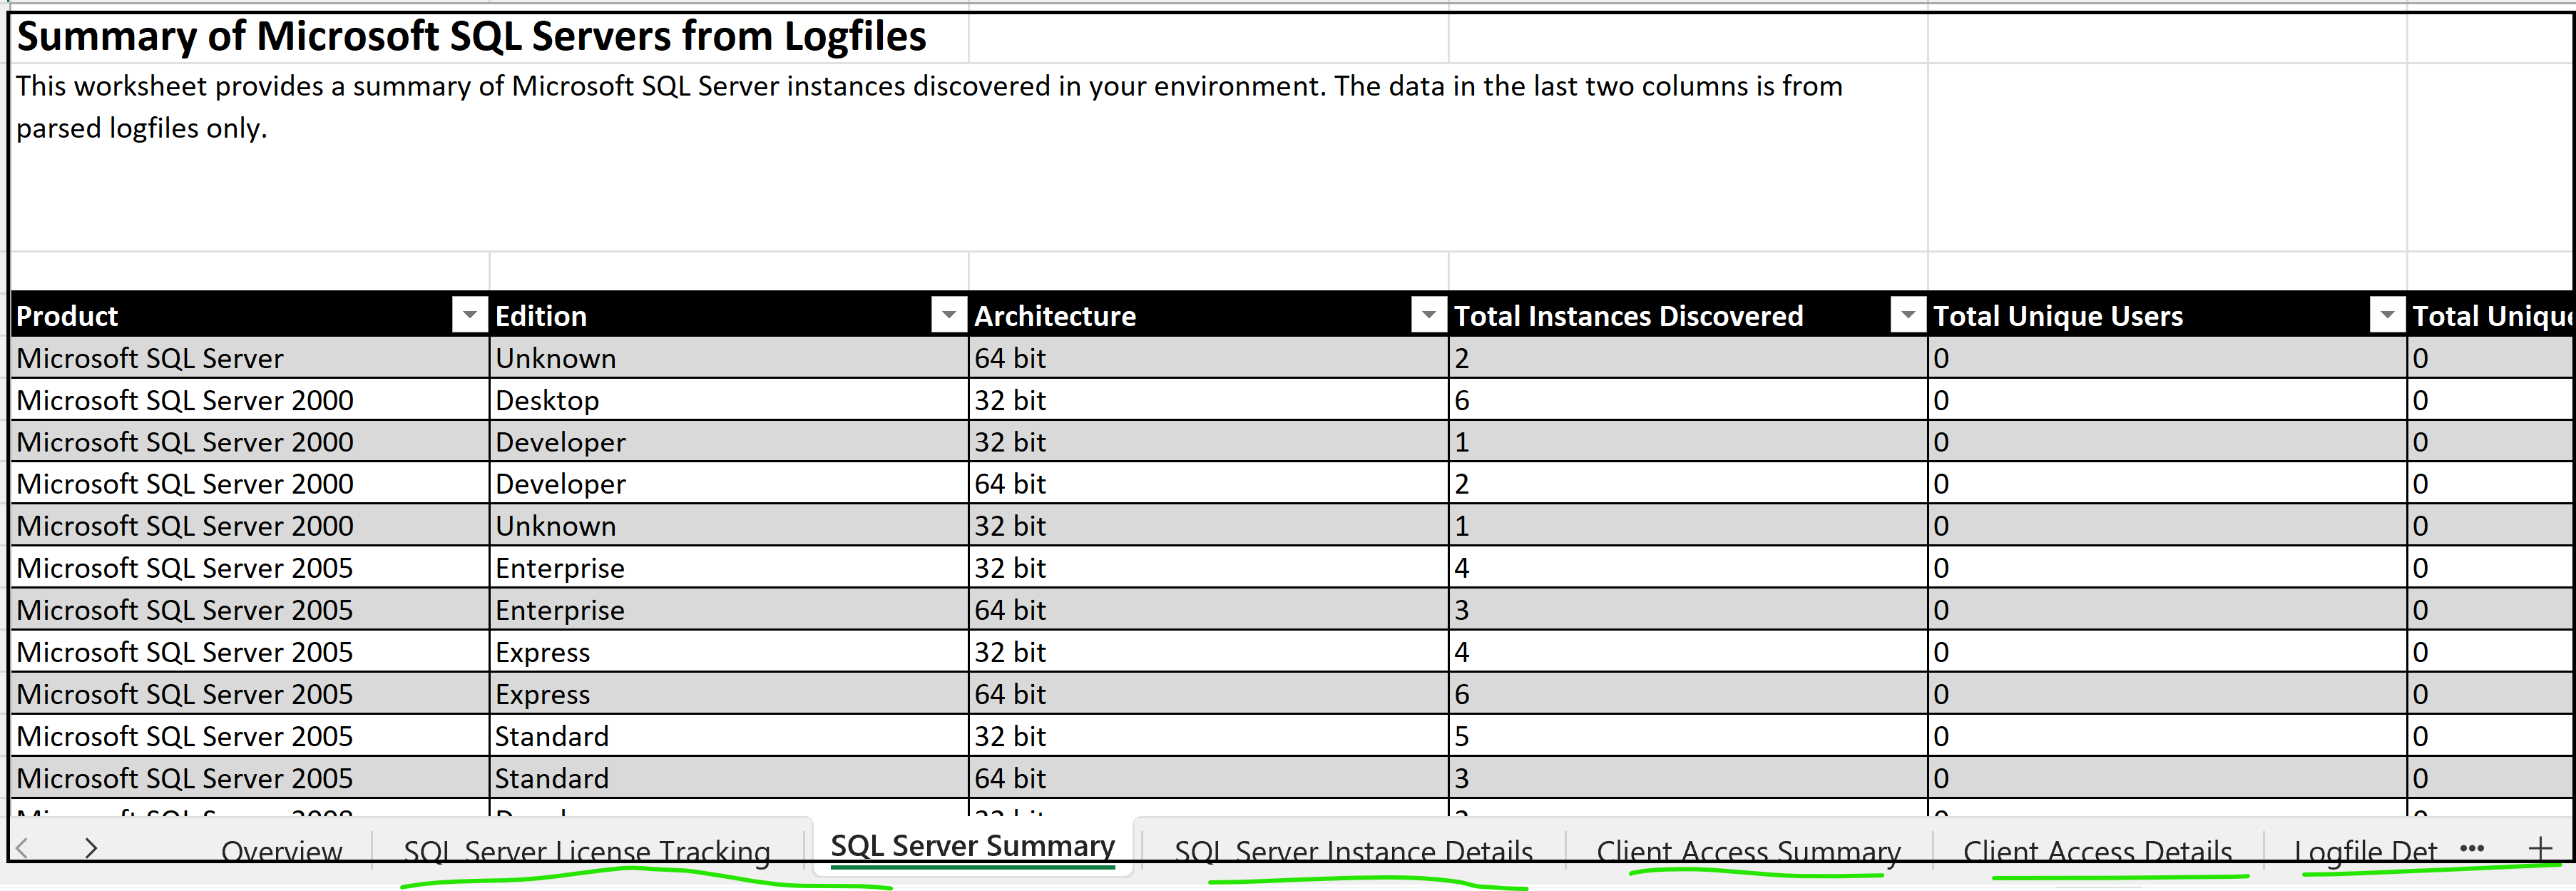 Summary of Microsoft SQL Servers from Logfiles
This worksheet provides a summary of Microsoft SQL Server instances discovered in your environment. The data in the last two columns is from
parsed logfiles only.
Product Edition Architecture Total Instances Discovered Total Unique Users Total Unique
Microsoft SQL Server Unknown 64 bit 2 0 0
Microsoft SQL Server 2000 Desktop 32 bit 6 0 0
Microsoft SQL Server 2000 Developer 32 bit 1 0 0
Microsoft SQL Server 2000 Developer 64 bit 2 0 0
Microsoft SQL Server 2000 Unknown 32 bit 1 0 0
Microsoft SQL Server 2005 Enterprise 32 bit 4 0 0
Microsoft SQL Server 2005 Enterprise 64 bit 3 0 0
Microsoft SQL Server 2005 Express 32 bit 4 0 0
Microsoft SQL Server 2005 Express 64 bit 6 0 0
Microsoft SQL Server 2005 Standard 32 bit 5 0 0
Microsoft SQL Server 2005 Standard 64 bit 3 0 0
Overview SQL Server License Tracking SQL Server Summary SQL Server Instance Details Client Access Summary Client Access Details Logfile Det